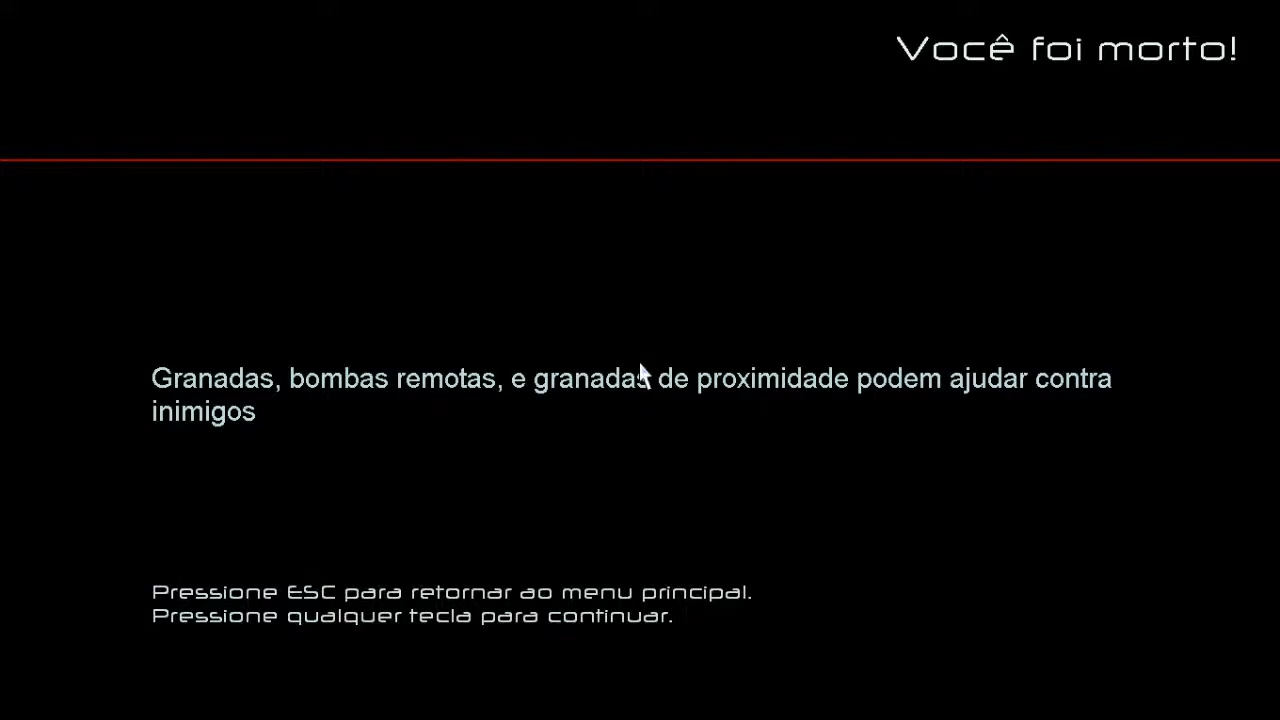 Você foi morto!
Granadas, bombas remotas, e granadas de proximidade podem ajudar contra
inimigos
Pressione ESC para retornar ao menu principal.
Pressione qualquer tecla para continuar.